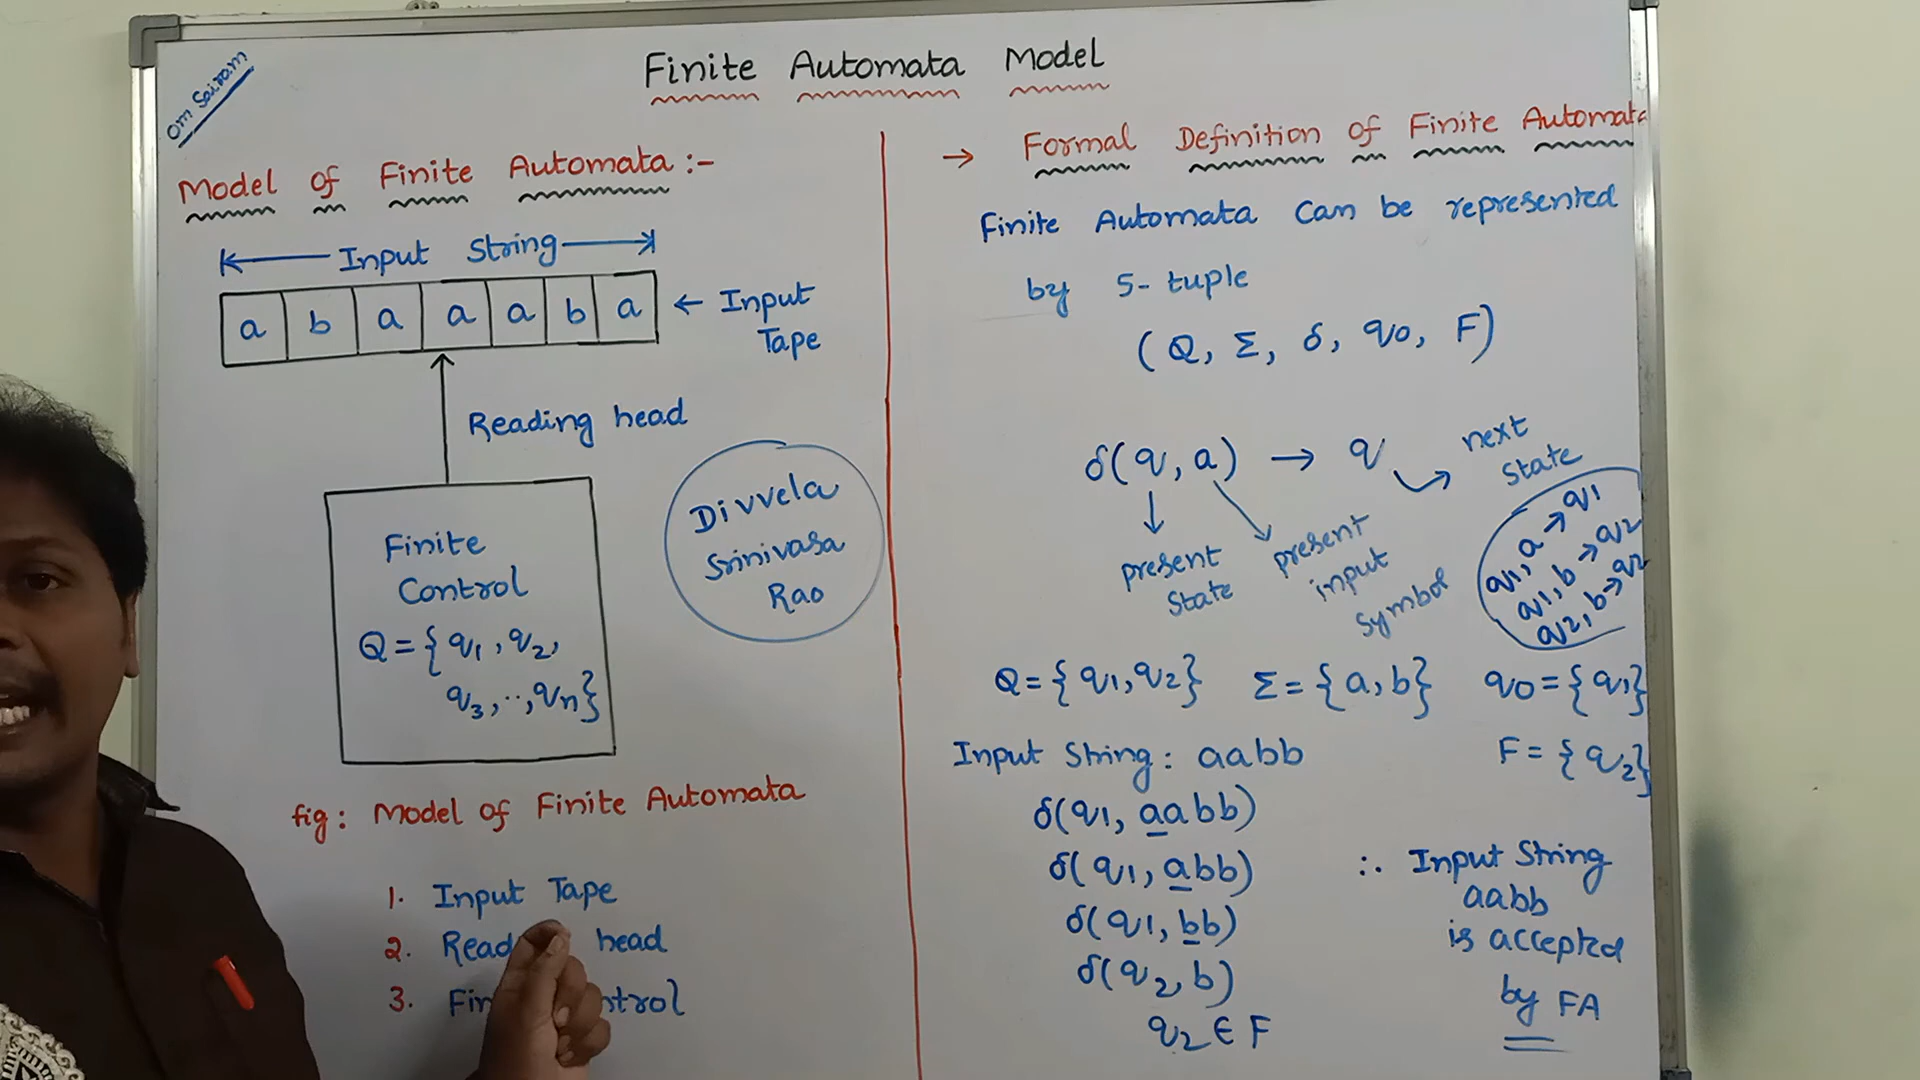 Om Sairam
Finite Automata Model
Model of Finite Automata :-
Input String
a b a a a b a
← Input
Tape
Reading head
Finite
Control
Q = {q1, q2,
q3, .., qn}
Divvela
Srinivasa
Rao
fig: Model of Finite Automata
1. Input Tape
2. Read head
3. Fin ntrol
→ Formal Definition of Finite Automata
Finite Automata can be represented
by 5-tuple
(Q, Σ, δ, q0, F)
δ(q, a) → q
next
state
present
state
present
input
symbol
q1, a → q1
q1, b → q2
q2, b → q2
Q = {q1, q2} Σ = {a, b} q0 = {q1}
Input String: aabb F = {q2}
δ(q1, aabb)
δ(q1, abb)
δ(q1, bb)
δ(q2, b)
q2 ∈ F
∴ Input String
aabb
is accepted
by FA